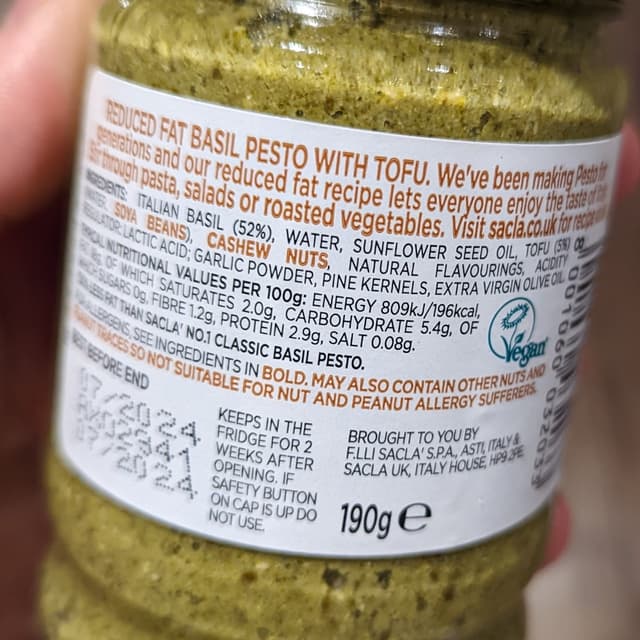 REDUCED FAT BASIL PESTO WITH TOFU. We've been making Pesto for
generations and our reduced fat recipe lets everyone enjoy the taste of
through pasta, salads or roasted vegetables. Visit sacla.co.uk for recipe
INGREDIENTS: ITALIAN BASIL (52%), WATER, SUNFLOWER SEED OIL, TOFU (5%)
SOYA BEANS), CASHEW NUTS, NATURAL FLAVOURINGS, ACIDITY
REGULATOR: LACTIC ACID; GARLIC POWDER, PINE KERNELS, EXTRA VIRGIN OLIVE OIL
TYPICAL NUTRITIONAL VALUES PER 100g: ENERGY 809kJ/196kcal,
OF WHICH SATURATES 2.0g, CARBOHYDRATE 5.4g, OF
WHICH SUGARS 0g, FIBRE 1.2g, PROTEIN 2.9g, SALT 0.08g.
LESS FAT THAN SACLA' NO.1 CLASSIC BASIL PESTO.
ALLERGENS, SEE INGREDIENTS IN BOLD. MAY ALSO CONTAIN OTHER NUTS AND
PEANUT TRACES SO NOT SUITABLE FOR NUT AND PEANUT ALLERGY SUFFERERS.
Vegan
BEST BEFORE END
07/2024
07/2024
KEEPS IN THE
FRIDGE FOR 2
WEEKS AFTER
OPENING. IF
SAFETY BUTTON
ON CAP IS UP DO
NOT USE.
BROUGHT TO YOU BY
F.LLI SACLA' S.P.A., ASTI, ITALY &
SACLA UK, ITALY HOUSE, HP9 2FE.
190g ℮